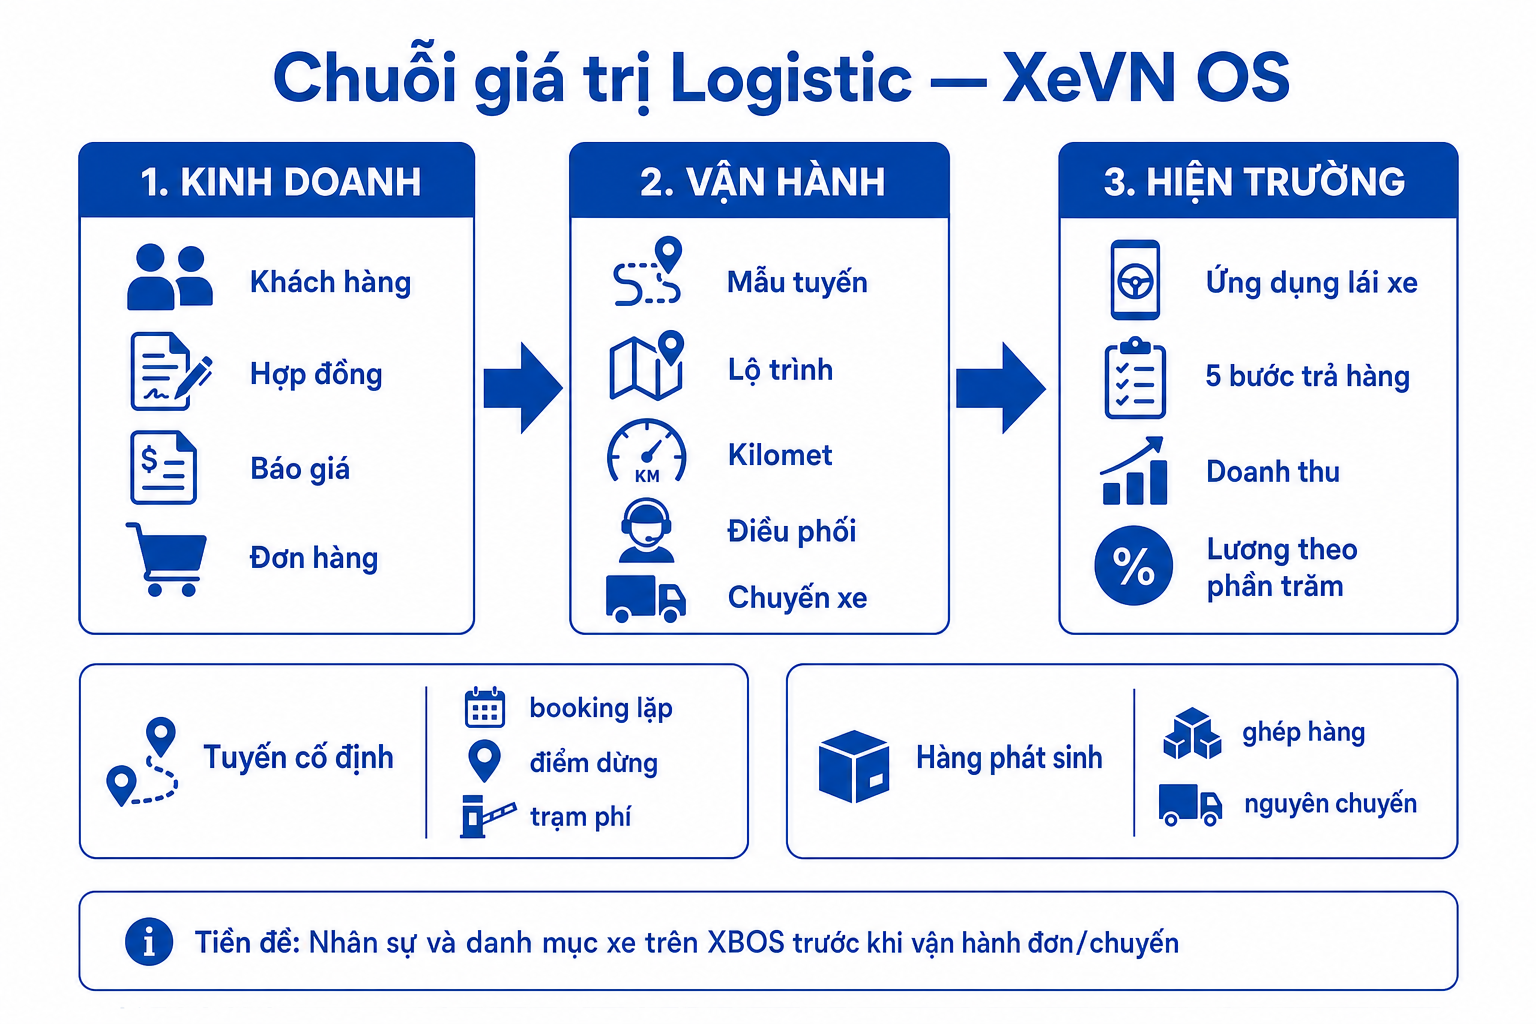 Chuỗi giá trị Logistic — XeVN OS
1. KINH DOANH
Khách hàng
Hợp đồng
$
Báo giá
Đơn hàng
2. VẬN HÀNH
Mẫu tuyến
Lộ trình
KM
Kilomet
Điều phối
Chuyến xe
3. HIỆN TRƯỜNG
Ứng dụng lái xe
5 bước trả hàng
Doanh thu
%
Lương theo
phần trăm
Tuyến cố định
booking lặp
điểm dừng
trạm phí
Hàng phát sinh
ghép hàng
nguyên chuyến
i
Tiền đề: Nhân sự và danh mục xe trên XBOS trước khi vận hành đơn/chuyến